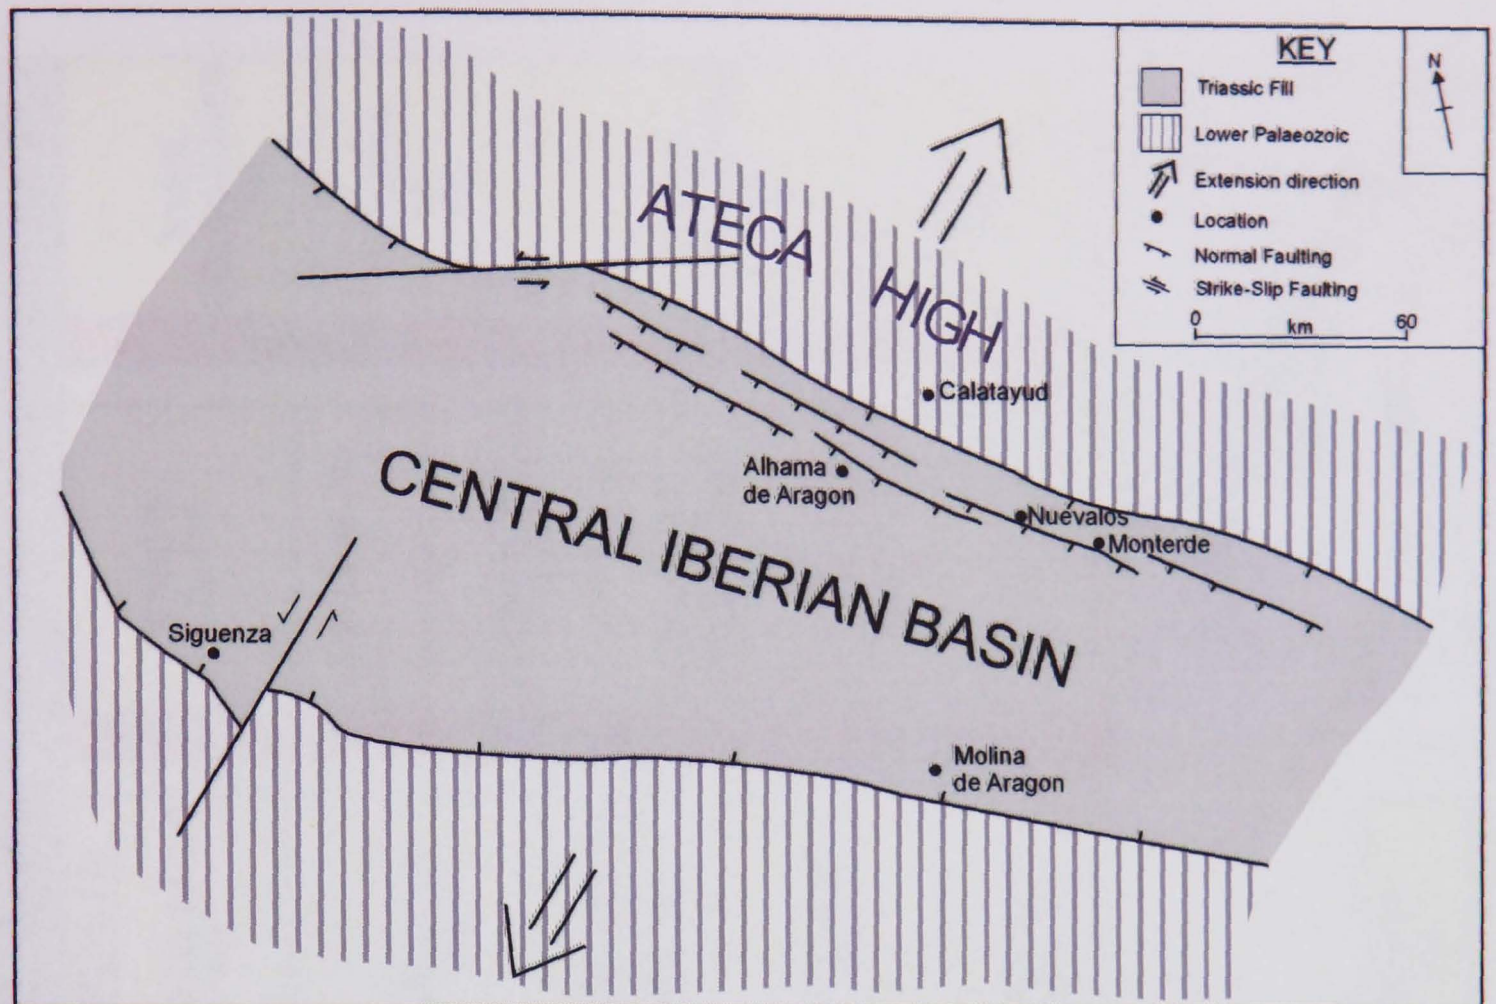 KEY
N
Triassic Fill
Lower Palaeozoic
Extension direction
Location
Normal Faulting
Strike-Slip Faulting
0 km 60
ATECA HIGH
Calatayud
Alhama
de Aragon
Nuevalos
Monterde
CENTRAL IBERIAN BASIN
Siguenza
Molina
de Aragon